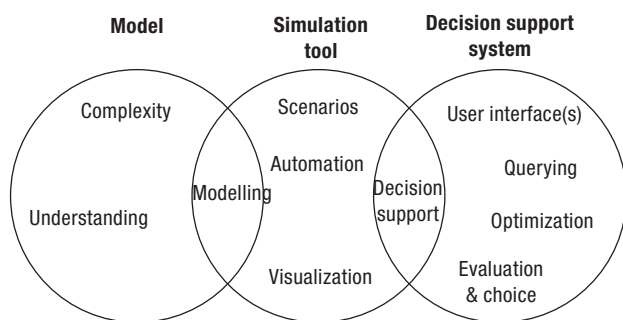 Model
Simulation
tool
Decision support
system
Complexity
Understanding
Modelling
Scenarios
Automation
Visualization
Decision
support
User interface(s)
Querying
Optimization
Evaluation
& choice